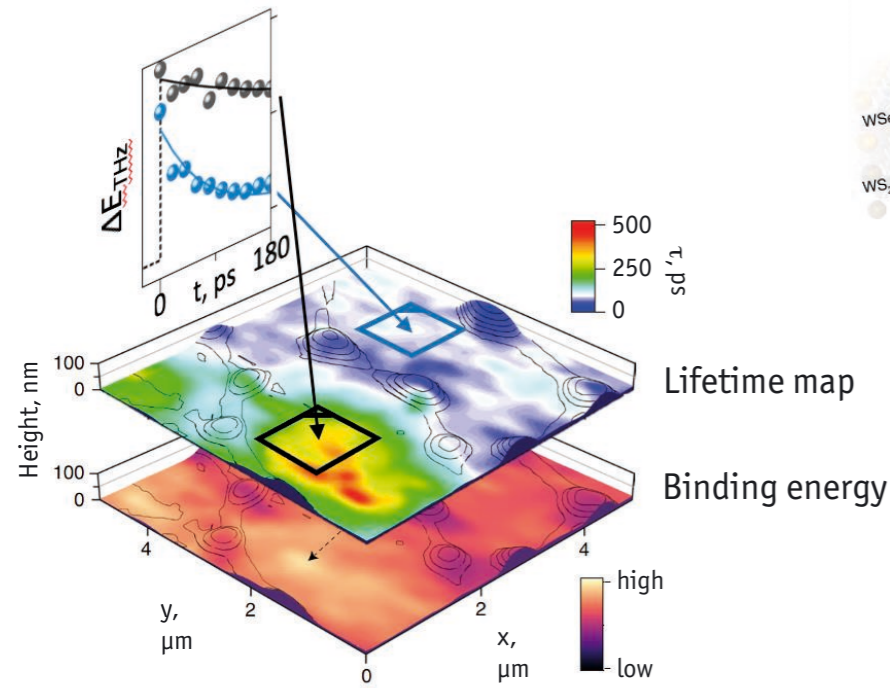 ΔE_THz
0
t, ps
180
WS
WS₂
500
250
0
τ, ps
100
0
Height, nm
Lifetime map
100
0
Binding energy
4
2
0
y,
μm
2
4
x,
μm
high
low